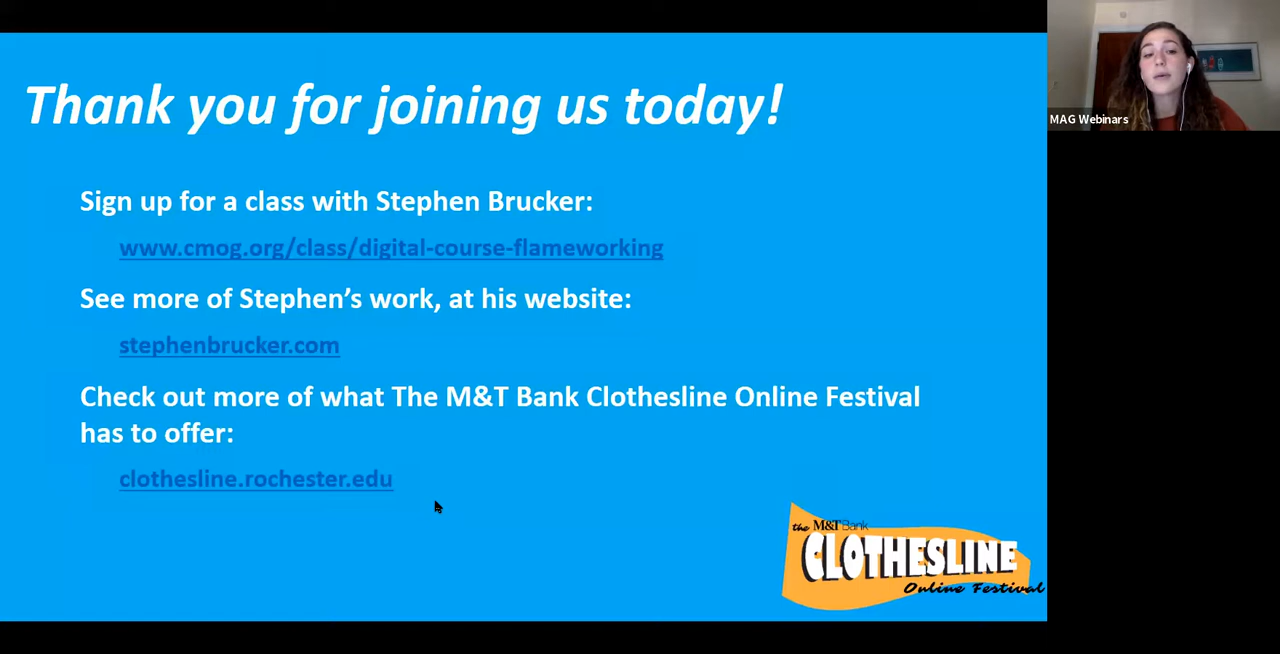 Thank you for joining us today!
Sign up for a class with Stephen Brucker:
www.cmog.org/class/digital-course-flameworking
See more of Stephen’s work, at his website:
stephenbrucker.com
Check out more of what The M&T Bank Clothesline Online Festival
has to offer:
clothesline.rochester.edu
the M&T Bank
CLOTHESLINE
Online Festival
MAG Webinars